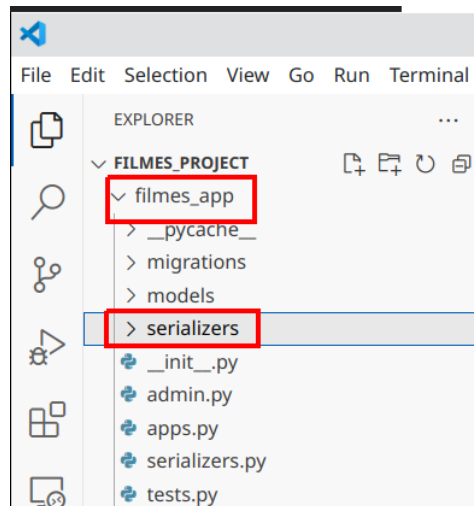 File Edit Selection View Go Run Terminal
EXPLORER
FILMES_PROJECT
filmes_app
__pycache__
migrations
models
serializers
__init__.py
admin.py
apps.py
serializers.py
tests.py